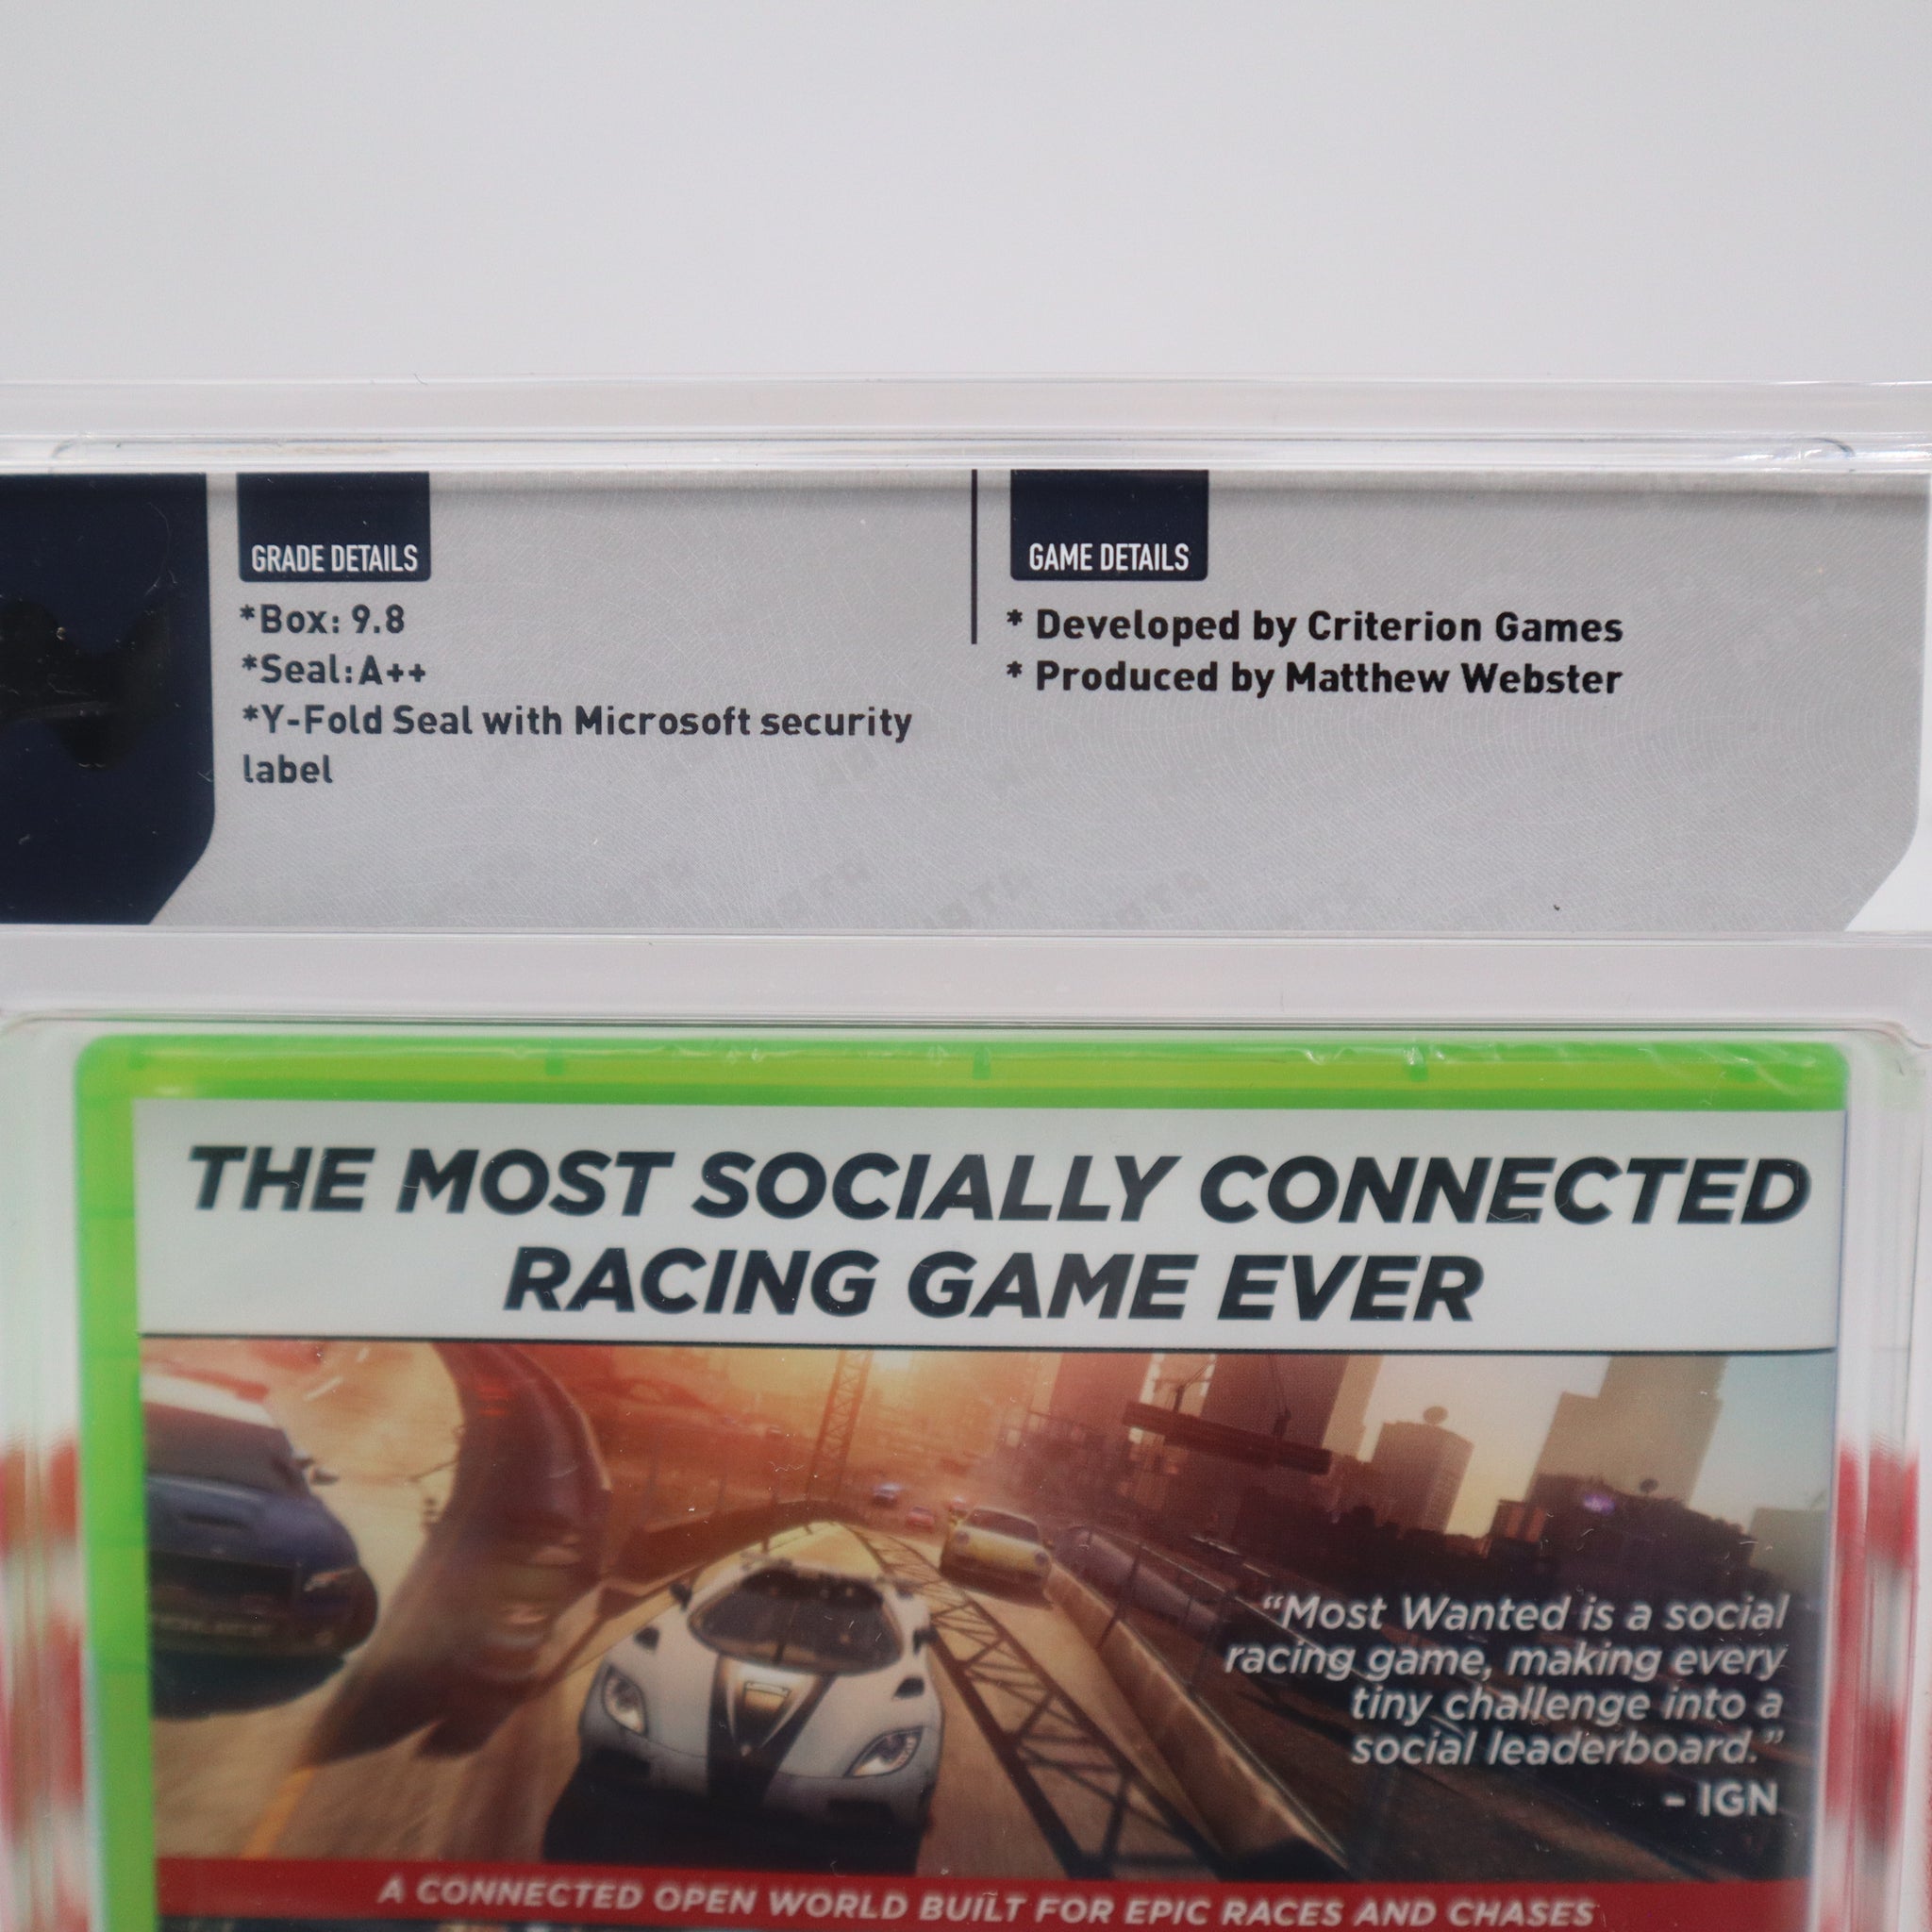 GRADE DETAILS
*Box: 9.8
*Seal:A++
*Y-Fold Seal with Microsoft security
label
GAME DETAILS
* Developed by Criterion Games
* Produced by Matthew Webster
THE MOST SOCIALLY CONNECTED
RACING GAME EVER
“Most Wanted is a social
racing game, making every
tiny challenge into a
social leaderboard.”
– IGN
A CONNECTED OPEN WORLD BUILT FOR EPIC RACES AND CHASES